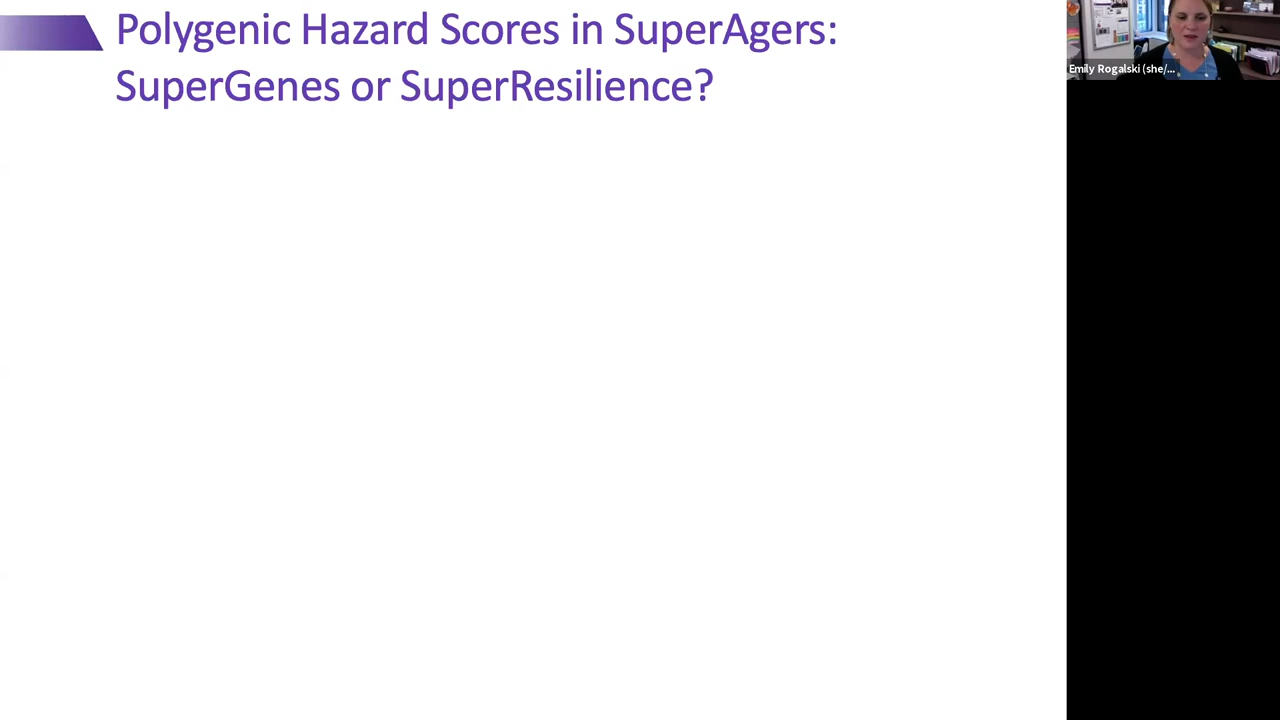 Polygenic Hazard Scores in SuperAgers:
SuperGenes or SuperResilience?
Emily Rogalski (she/...